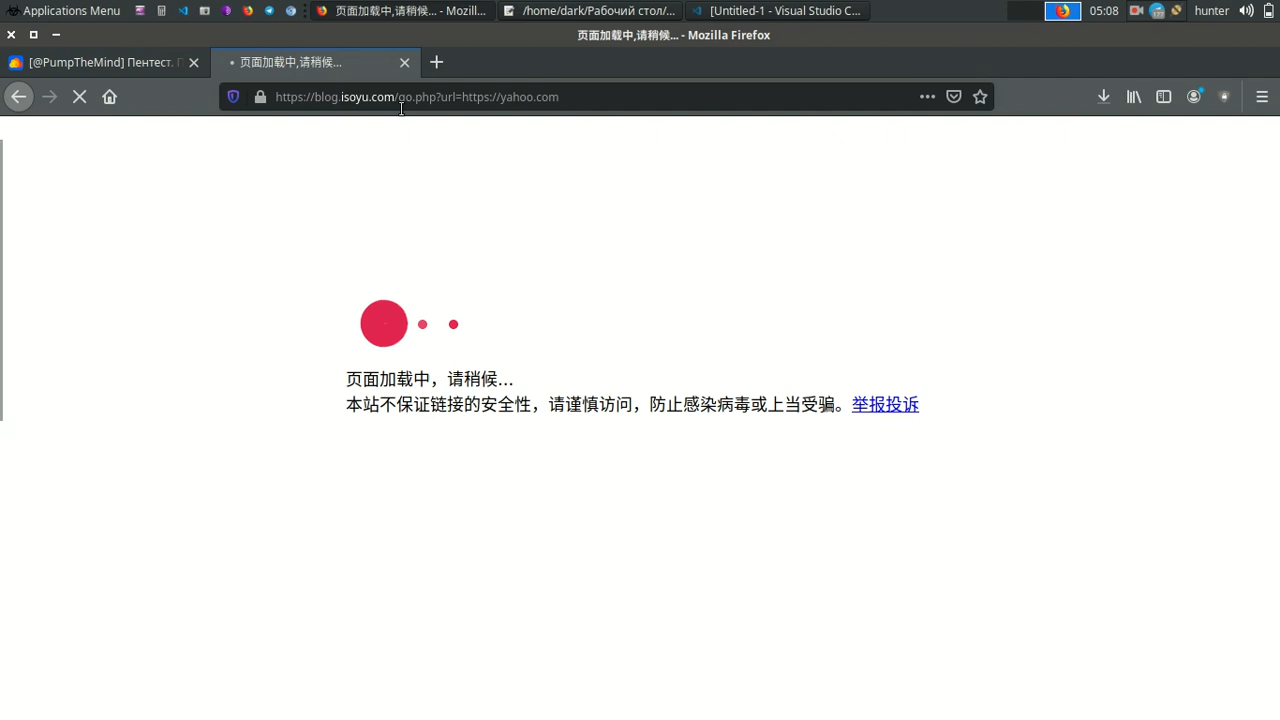 Applications Menu
页面加载中,请稍候... - Mozill...
/home/dark/Рабочий стол/...
[Untitled-1 - Visual Studio C...
05:08
hunter
页面加载中,请稍候... - Mozilla Firefox
[@PumpTheMind] Пентест.
页面加载中,请稍候...
https://blog.isoyu.com/go.php?url=https://yahoo.com
页面加载中，请稍候...
本站不保证链接的安全性，请谨慎访问，防止感染病毒或上当受骗。举报投诉